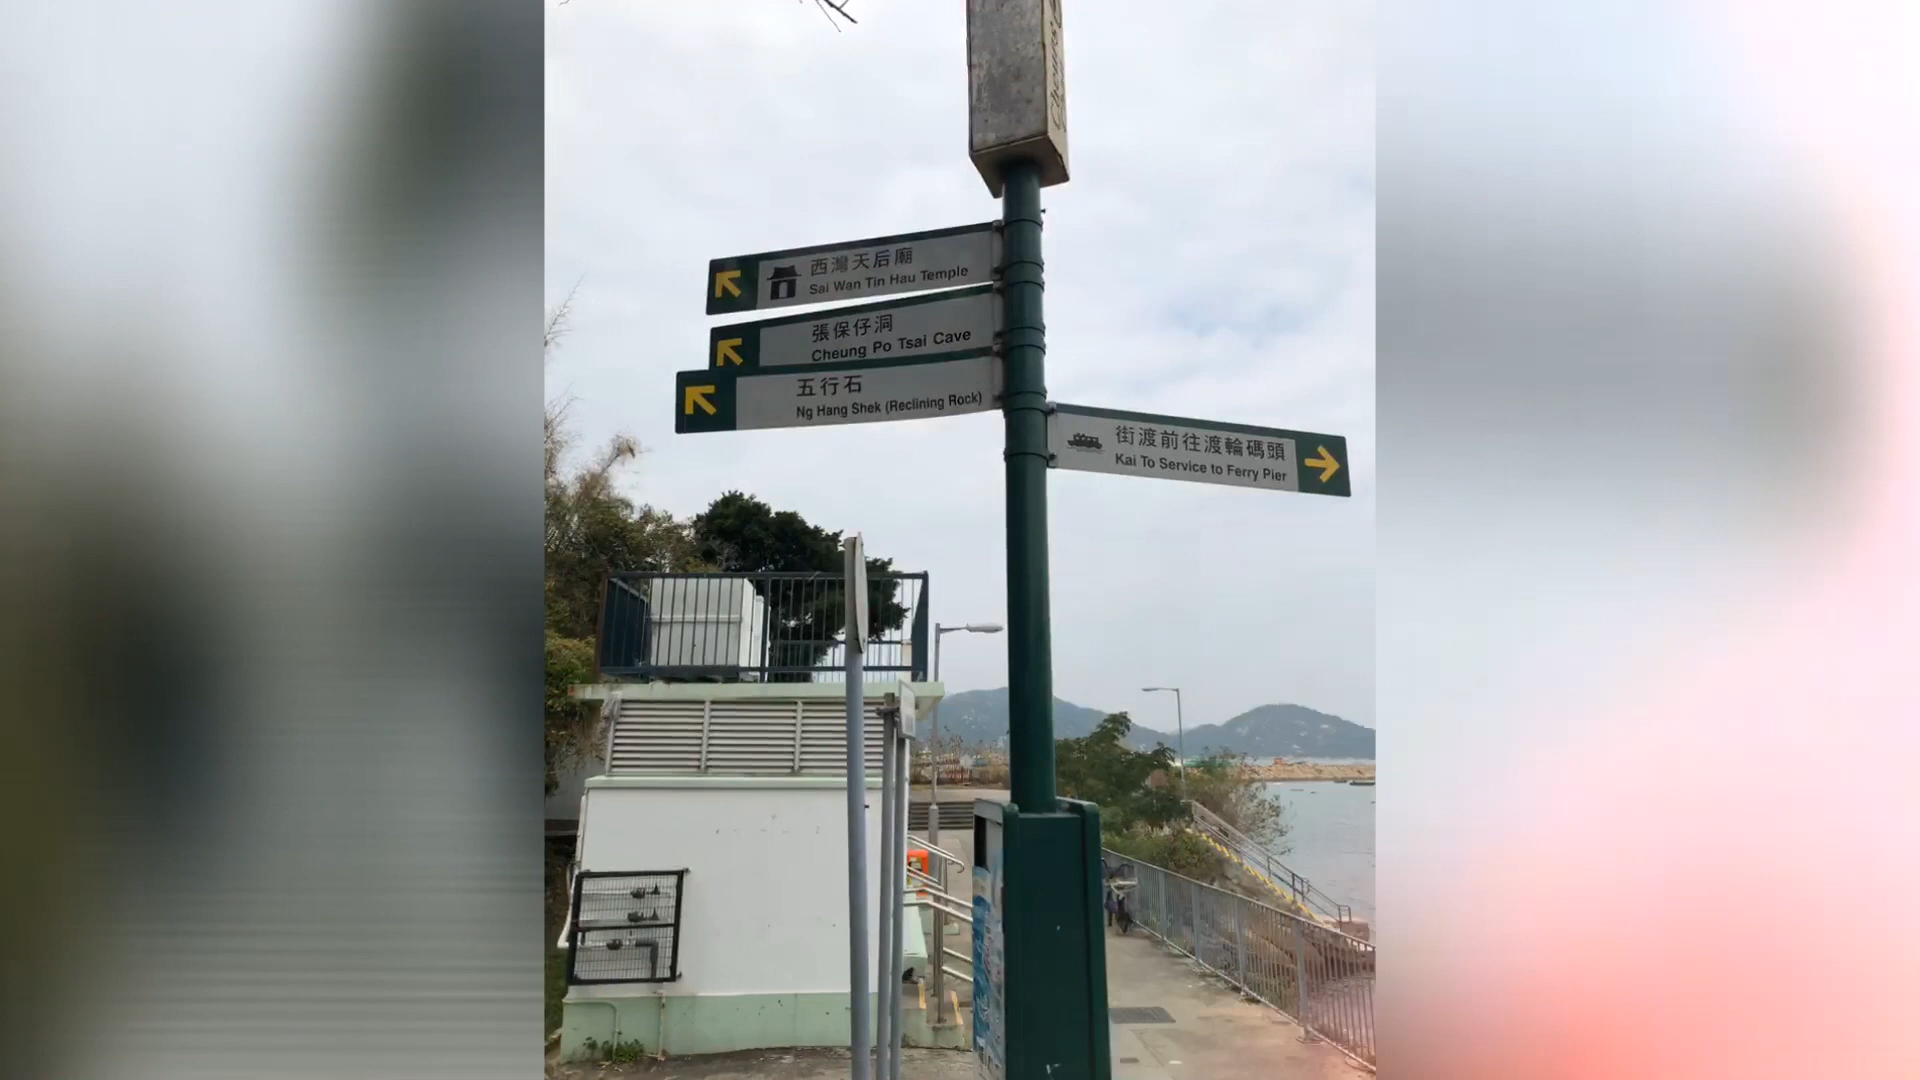 西灣天后廟
Sai Wan Tin Hau Temple
張保仔洞
Cheung Po Tsai Cave
五行石
Ng Hang Shek (Reclining Rock)
街渡前往渡輪碼頭
Kai To Service to Ferry Pier